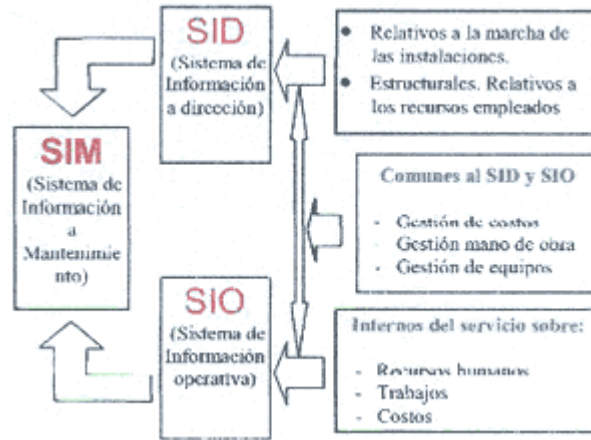 SID
(Sistema de
Información
a dirección)
Relativos a la marcha de
las instalaciones.
Estructurales. Relativos a
los recursos empleados
SIM
(Sistema de
Información
a
Mantenimie
nto)
Comunes al SID y SIO
- Gestión de costos
- Gestión mano de obra
- Gestión de equipos
SIO
(Sistema de
Información
operativa)
Internos del servicio sobre:
- Recursos humanos
- Trabajos
- Costos